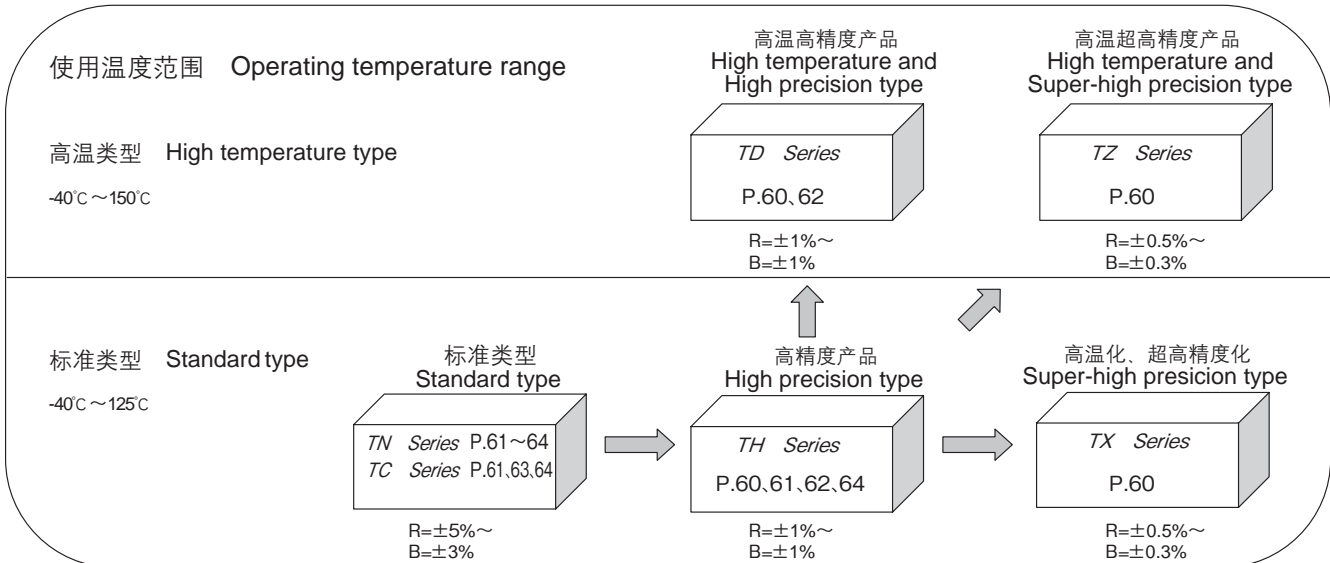 使用温度范围 Operating temperature range
高温类型 High temperature type
-40℃～150℃
高温高精度产品
High temperature and
High precision type
TD Series
P.60、62
R=±1%～
B=±1%
高温超高精度产品
High temperature and
Super-high precision type
TZ Series
P.60
R=±0.5%～
B=±0.3%
标准类型 Standard type
-40℃～125℃
标准类型
Standard type
TN Series P.61～64
TC Series P.61、63、64
R=±5%～
B=±3%
高精度产品
High precision type
TH Series
P.60、61、62、64
R=±1%～
B=±1%
高温化、超高精度化
Super-high presicion type
TX Series
P.60
R=±0.5%～
B=±0.3%